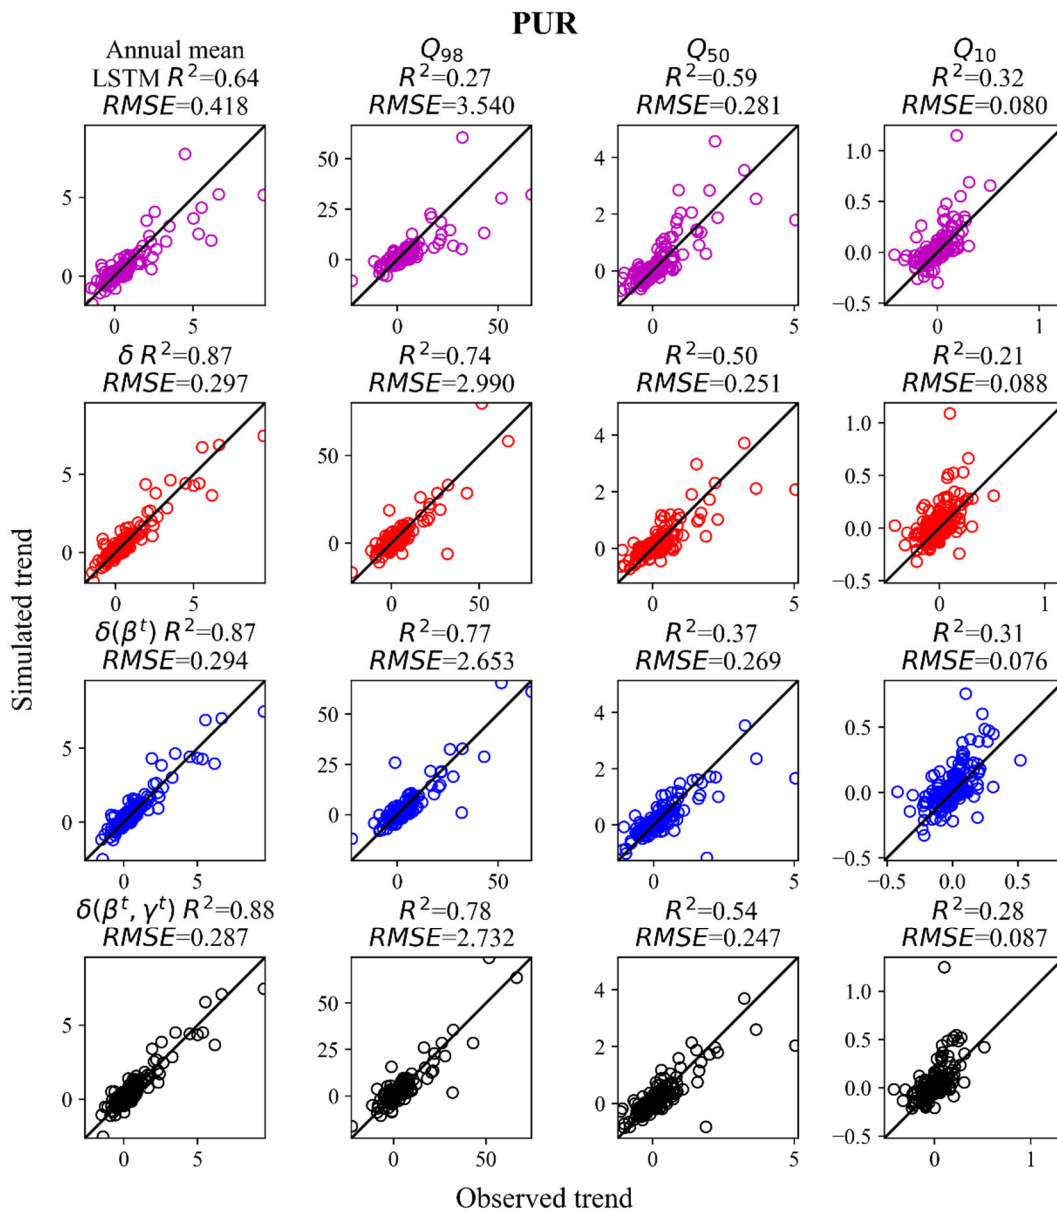 PUR
Annual mean
LSTM R²=0.64
RMSE=0.418
Q₉₈
R²=0.27
RMSE=3.540
Q₅₀
R²=0.59
RMSE=0.281
Q₁₀
R²=0.32
RMSE=0.080
5
0
0 5
50
25
0
0 50
4
2
0
0 5
1.0
0.5
0.0
−0.5
0 1
δ R²=0.87
RMSE=0.297
R²=0.74
RMSE=2.990
R²=0.50
RMSE=0.251
R²=0.21
RMSE=0.088
5
0
0 5
50
0
0 50
4
2
0
0 5
1.0
0.5
0.0
−0.5
0 1
δ(βᵗ) R²=0.87
RMSE=0.294
R²=0.77
RMSE=2.653
R²=0.37
RMSE=0.269
R²=0.31
RMSE=0.076
5
0
0 5
50
25
0
0 50
4
2
0
0 5
0.5
0.0
−0.5
−0.5 0.0 0.5
δ(βᵗ, γᵗ) R²=0.88
RMSE=0.287
R²=0.78
RMSE=2.732
R²=0.54
RMSE=0.247
R²=0.28
RMSE=0.087
5
0
0 5
50
25
0
0 50
4
2
0
0 5
1.0
0.5
0.0
−0.5
0 1
Simulated trend
Observed trend